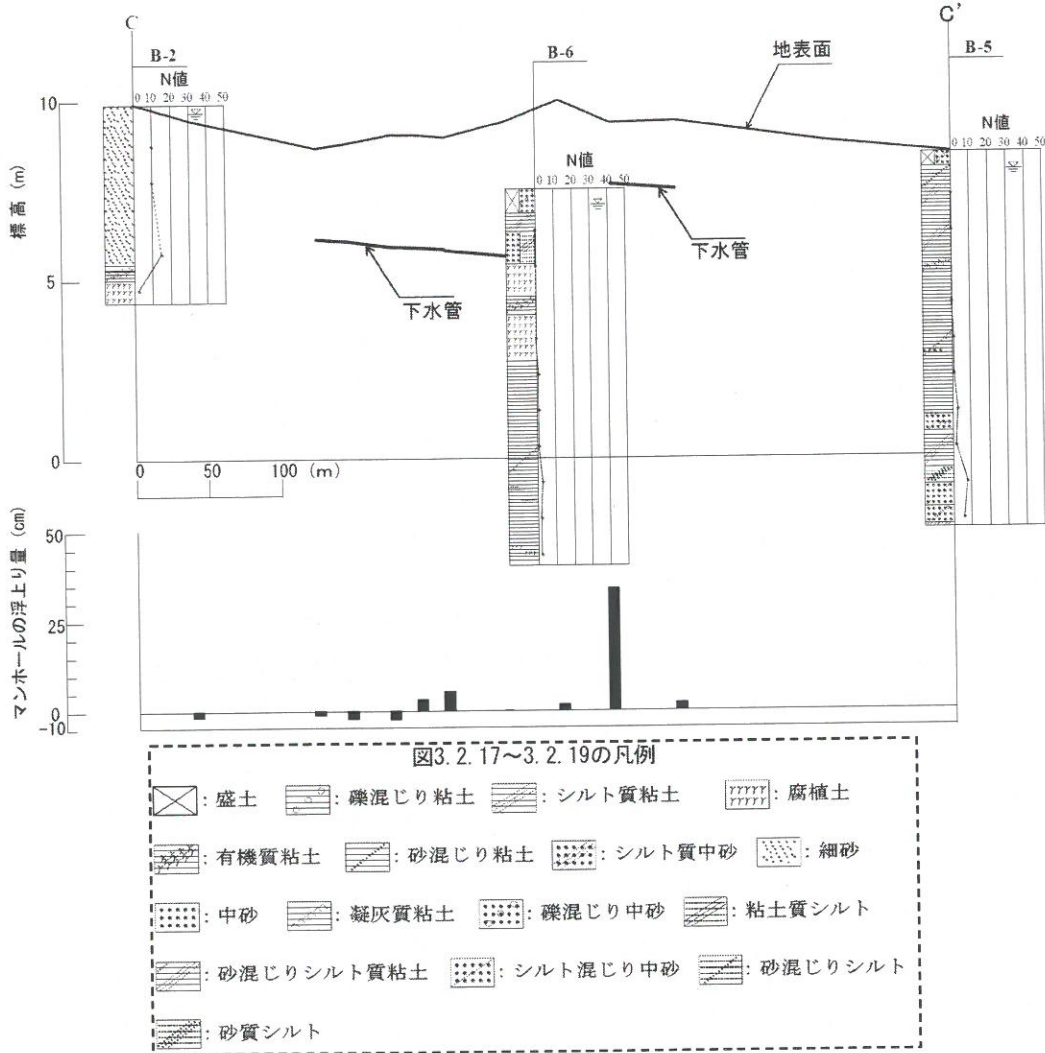 C
C'
B-2
B-6
B-5
地表面
N値
0 10 20 30 40 50
N値
0 10 20 30 40 50
N値
0 10 20 30 40 50
標高 (m)
10
5
0
下水管
下水管
0 50 100 (m)
マンホールの浮上り量 (cm)
50
25
0
-10
図3.2.17～3.2.19の凡例
：盛土 ：礫混じり粘土 ：シルト質粘土 ：腐植土
：有機質粘土 ：砂混じり粘土 ：シルト質中砂 ：細砂
：中砂 ：凝灰質粘土 ：礫混じり中砂 ：粘土質シルト
：砂混じりシルト質粘土 ：シルト混じり中砂 ：砂混じりシルト
：砂質シルト